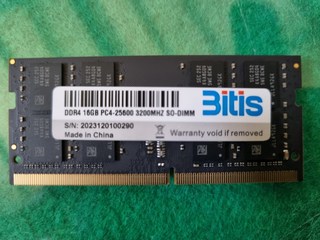 Bitis
DDR4 16GB PC4-25600 3200MHZ SO-DIMM
S/N: 2023120100290
Made in China
Warranty void if removed